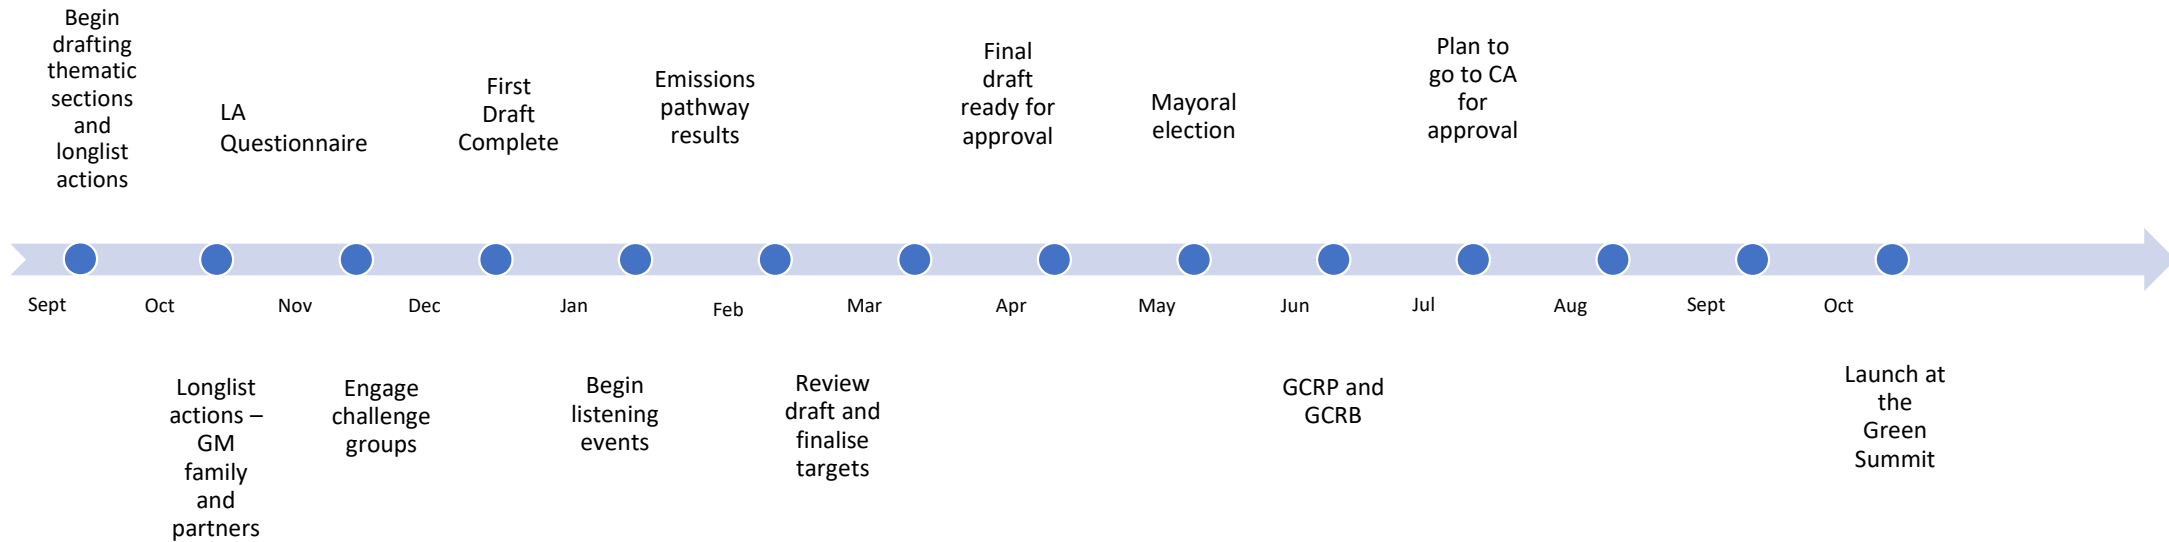 Begin
drafting
thematic
sections
and
longlist
actions
LA
Questionnaire
First
Draft
Complete
Emissions
pathway
results
Final
draft
ready for
approval
Mayoral
election
Plan to
go to CA
for
approval
Sept
Oct
Nov
Dec
Jan
Feb
Mar
Apr
May
Jun
Jul
Aug
Sept
Oct
Longlist
actions –
GM
family
and
partners
Engage
challenge
groups
Begin
listening
events
Review
draft and
finalise
targets
GCRP and
GCRB
Launch at
the
Green
Summit